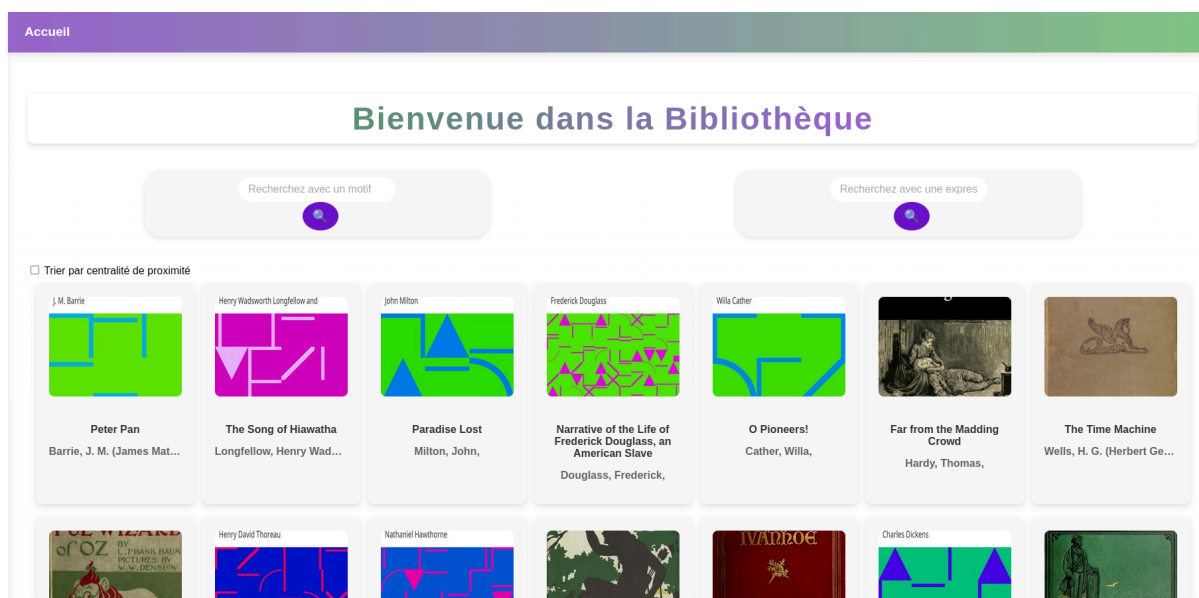 Accueil
Bienvenue dans la Bibliothèque
Recherchez avec un motif
Recherchez avec une expres
Trier par centralité de proximité
J. M. Barrie
Henry Wadsworth Longfellow and
John Milton
Frederick Douglass
Willa Cather
Peter Pan
Barrie, J. M. (James Mat...
The Song of Hiawatha
Longfellow, Henry Wad...
Paradise Lost
Milton, John,
Narrative of the Life of
Frederick Douglass, an
American Slave
Douglass, Frederick,
O Pioneers!
Cather, Willa,
Far from the Madding
Crowd
Hardy, Thomas,
The Time Machine
Wells, H. G. (Herbert Ge...
WIZARD
of OZ
BY
L. FRANK BAUM
PICTURES BY
W.W. DENSLOW
Henry David Thoreau
Nathaniel Hawthorne
IVANHOE
Charles Dickens